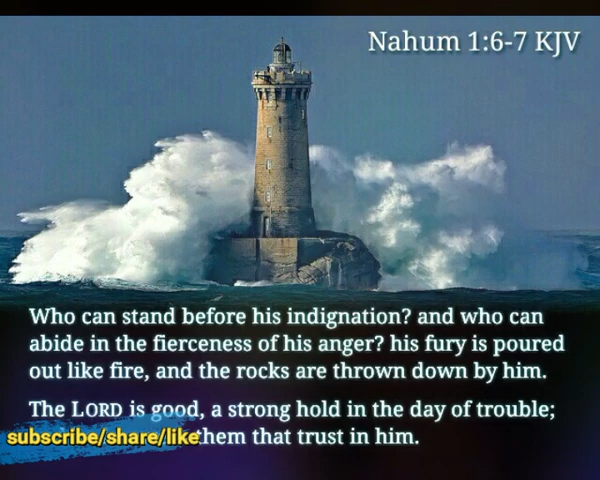 Nahum 1:6-7 KJV
Who can stand before his indignation? and who can
abide in the fierceness of his anger? his fury is poured
out like fire, and the rocks are thrown down by him.
The LORD is good, a strong hold in the day of trouble;
subscribe/share/like them that trust in him.